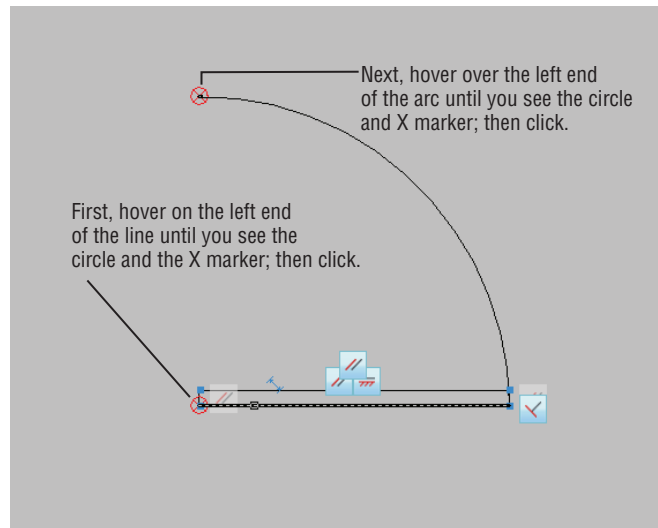 Next, hover over the left end
of the arc until you see the circle
and X marker; then click.
First, hover on the left end
of the line until you see the
circle and the X marker; then click.